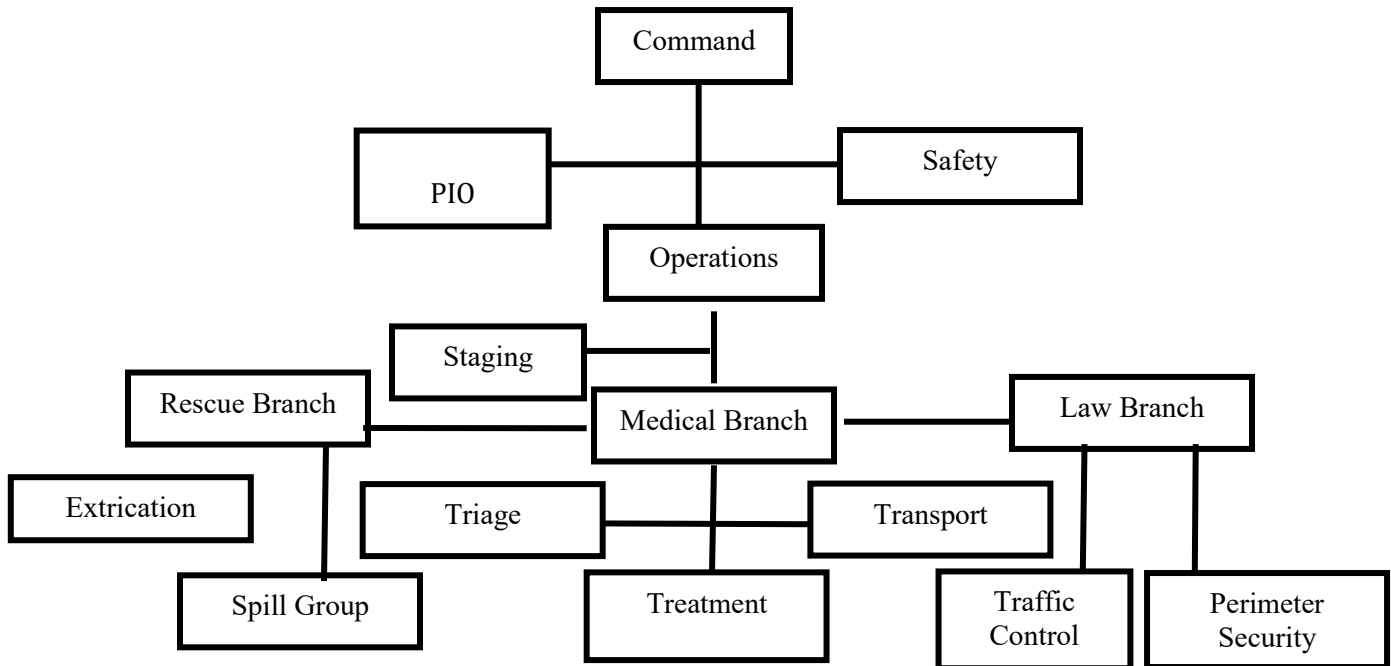 Command
PIO
Safety
Operations
Staging
Rescue Branch
Medical Branch
Law Branch
Extrication
Triage
Transport
Spill Group
Treatment
Traffic
Control
Perimeter
Security